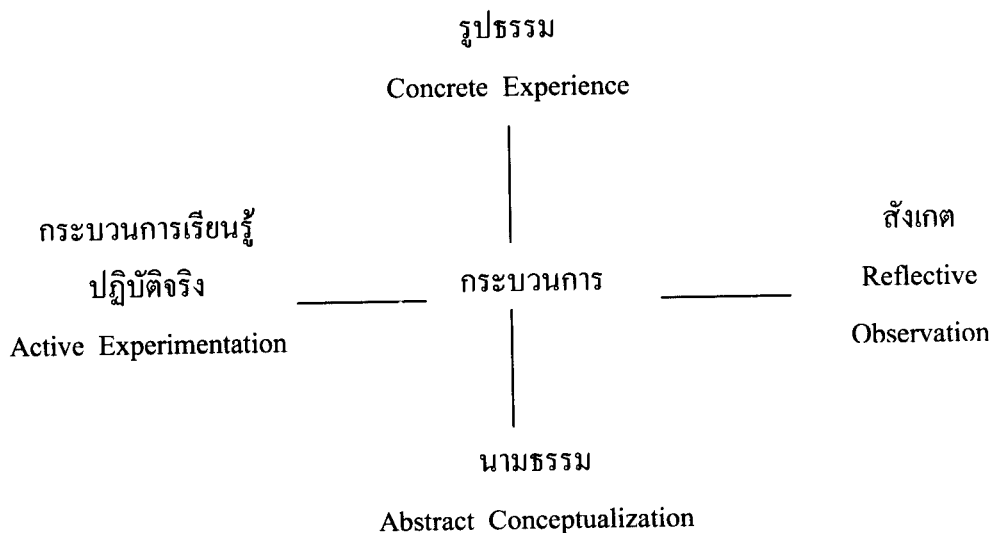 รูปธรรม
Concrete Experience
กระบวนการเรียนรู้
ปฏิบัติจริง
Active Experimentation
กระบวนการ
สังเกต
Reflective
Observation
นามธรรม
Abstract Conceptualization